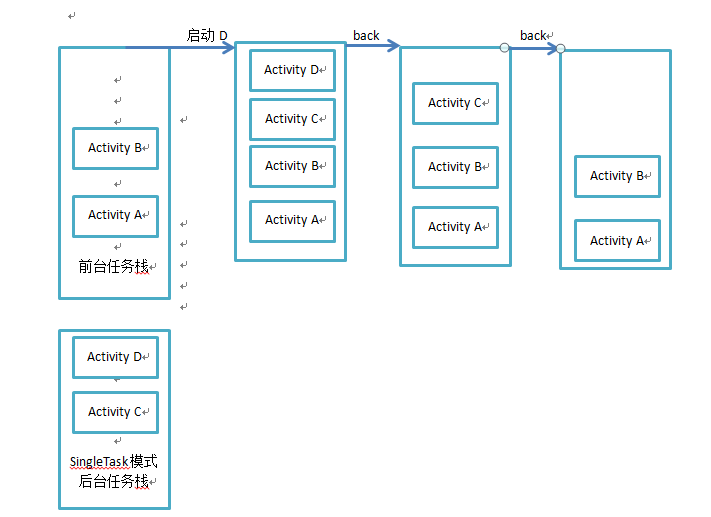 启动 D
back
back
Activity B
Activity A
前台任务栈
Activity D
Activity C
Activity B
Activity A
Activity C
Activity B
Activity A
Activity B
Activity A
Activity D
Activity C
SingleTask模式
后台任务栈